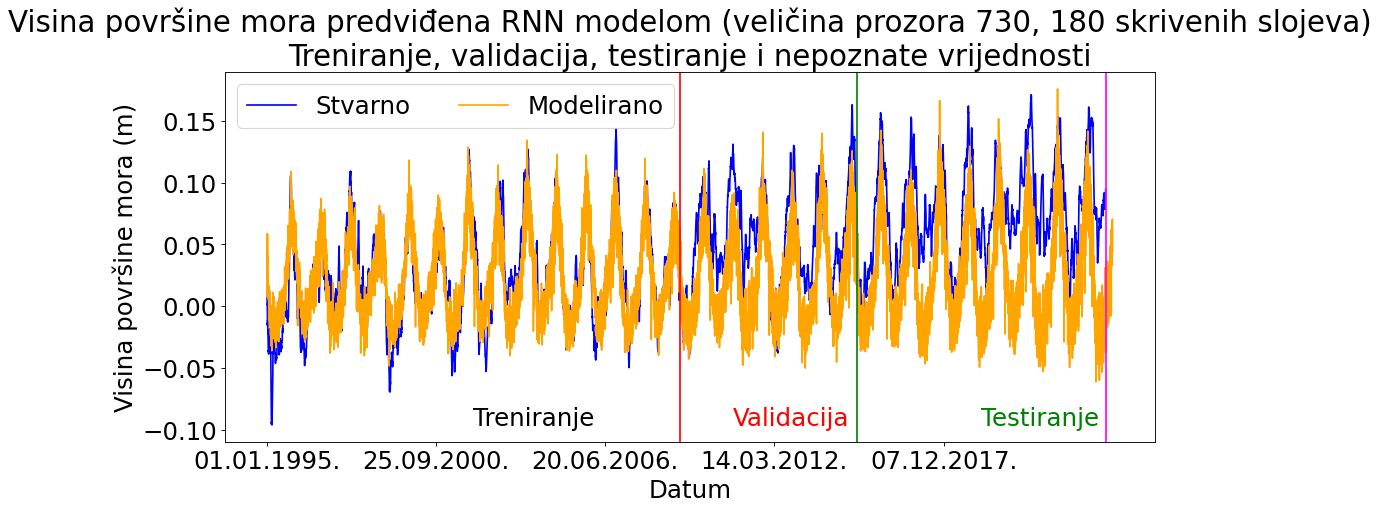 Visina površine mora predviđena RNN modelom (veličina prozora 730, 180 skrivenih slojeva)
Treniranje, validacija, testiranje i nepoznate vrijednosti
Stvarno
Modelirano
Visina površine mora (m)
0.15
0.10
0.05
0.00
−0.05
−0.10
Treniranje
Validacija
Testiranje
01.01.1995.
25.09.2000.
20.06.2006.
14.03.2012.
07.12.2017.
Datum